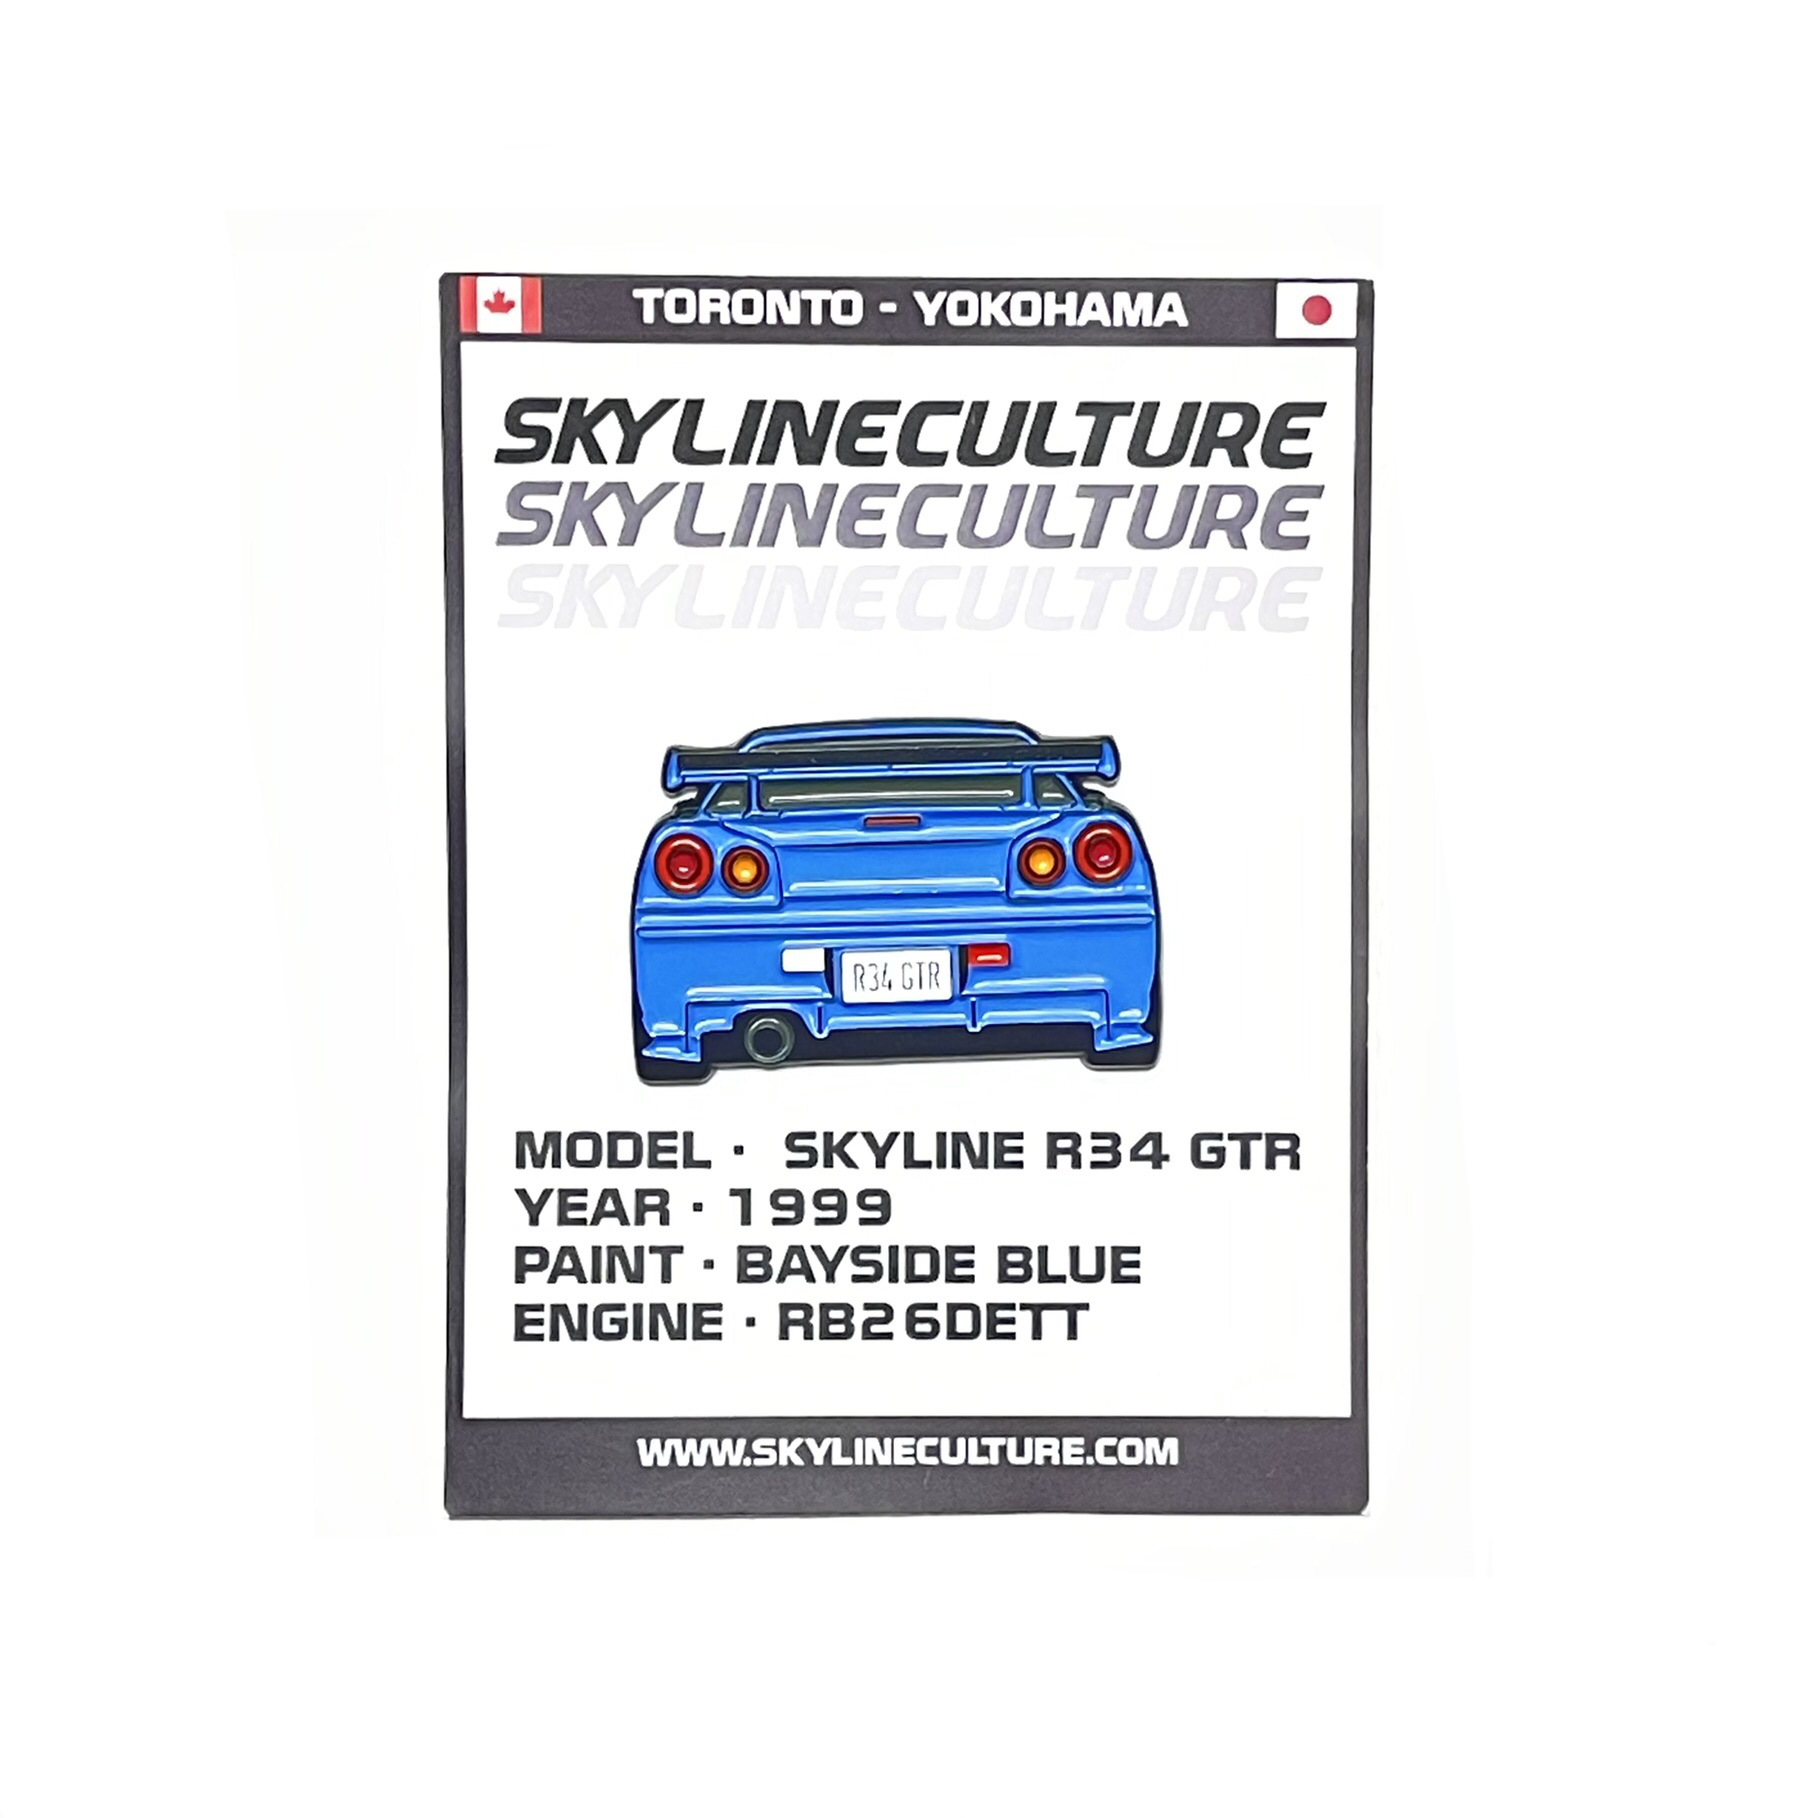 TORONTO - YOKOHAMA
SKYLINECULTURE
SKYLINECULTURE
SKYLINECULTURE
R34 GTR
MODEL · SKYLINE R34 GTR
YEAR · 1999
PAINT · BAYSIDE BLUE
ENGINE · RB26DETT
WWW.SKYLINECULTURE.COM